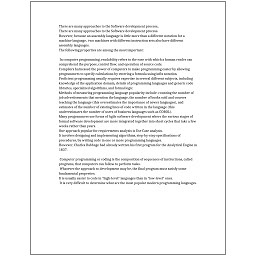 There are many approaches to the Software development process.
There are many approaches to the Software development process
However, because an assembly language is little more than a different notation for a
machine language, two machines with different instruction sets also have different
assembly languages.
The following properties are among the most important:
In computer programming, readability refers to the ease with which a human reader can
comprehend the purpose, control flow, and operation of source code.
Compilers harnessed the power of computers to make programming easier by allowing
programmers to specify calculations by entering a formula using infix notation.
Proficient programming usually requires expertise in several different subjects, including
knowledge of the application domain, details of programming languages and generic code
libraries, specialized algorithms, and formal logic.
Methods of measuring programming language popularity include: counting the number of
job advertisements that mention the language, the number of books sold and courses
teaching the language (this overestimates the importance of newer languages), and
estimates of the number of existing lines of code written in the language (this
underestimates the number of users of business languages such as COBOL).
Many programmers use forms of Agile software development where the various stages of
formal software development are more integrated together into short cycles that take a few
weeks rather than years.
One approach popular for requirements analysis is Use Case analysis.
It involves designing and implementing algorithms, step-by-step specifications of
procedures, by writing code in one or more programming languages.
However, Charles Babbage had already written his first program for the Analytical Engine in
1837.
Computer programming or coding is the composition of sequences of instructions, called
programs, that computers can follow to perform tasks.
Whatever the approach to development may be, the final program must satisfy some
fundamental properties.
It is usually easier to code in "high-level" languages than in "low-level" ones.
It is very difficult to determine what are the most popular modern programming languages.